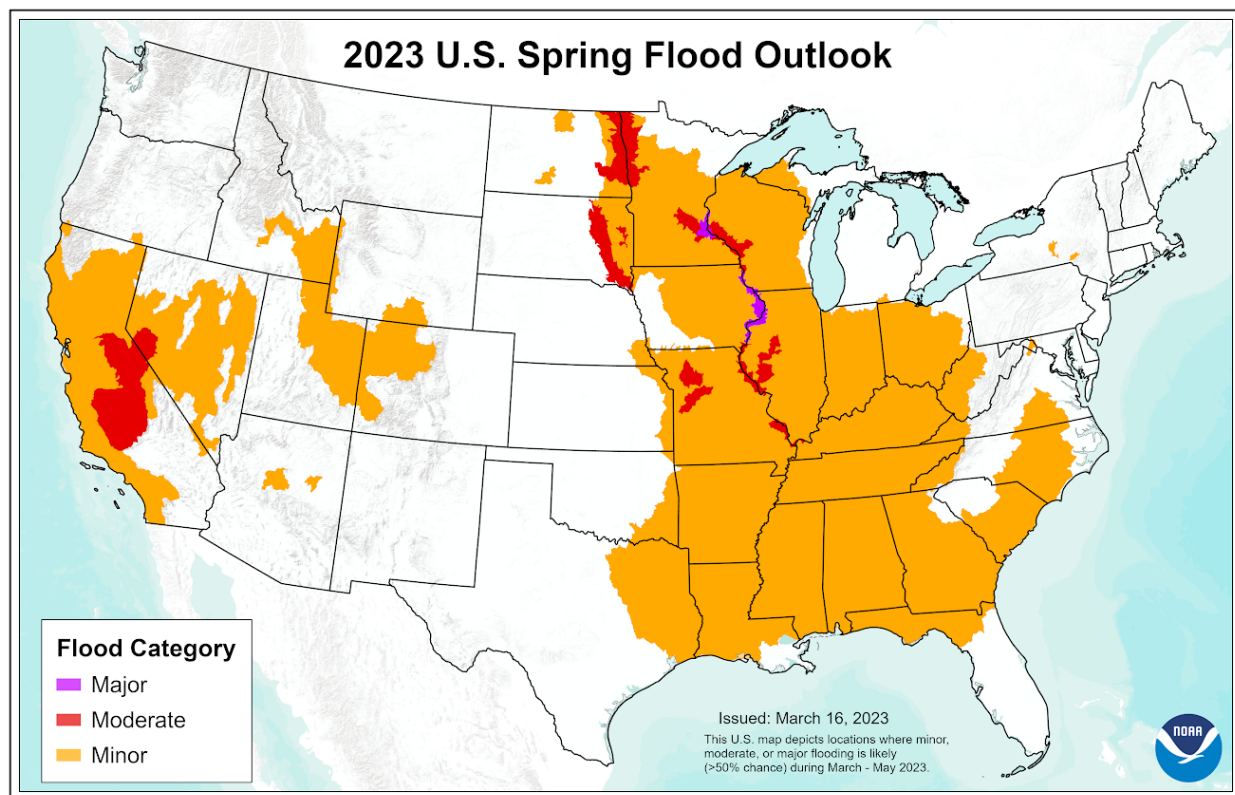 2023 U.S. Spring Flood Outlook
Flood Category
Major
Moderate
Minor
Issued: March 16, 2023
This U.S. map depicts locations where minor,
moderate, or major flooding is likely
(>50% chance) during March - May 2023.
NOAA